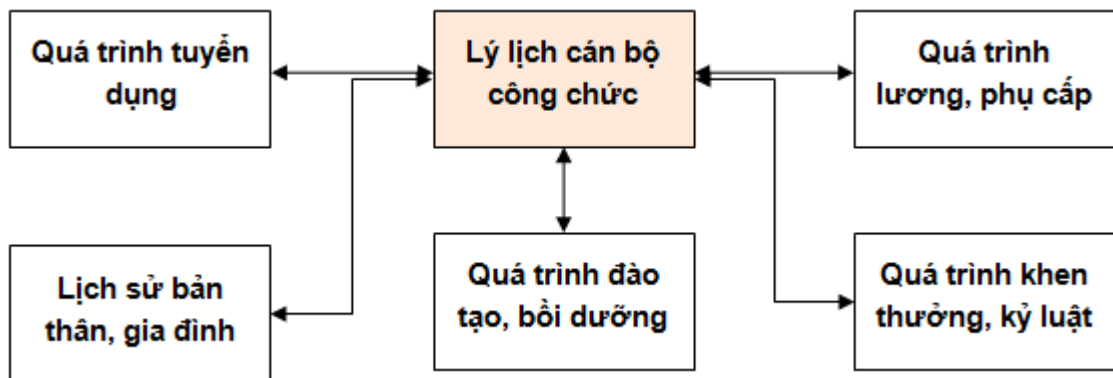 Quá trình tuyển
dụng
Lý lịch cán bộ
công chức
Quá trình
lương, phụ cấp
Lịch sử bản
thân, gia đình
Quá trình đào
tạo, bồi dưỡng
Quá trình khen
thưởng, kỷ luật